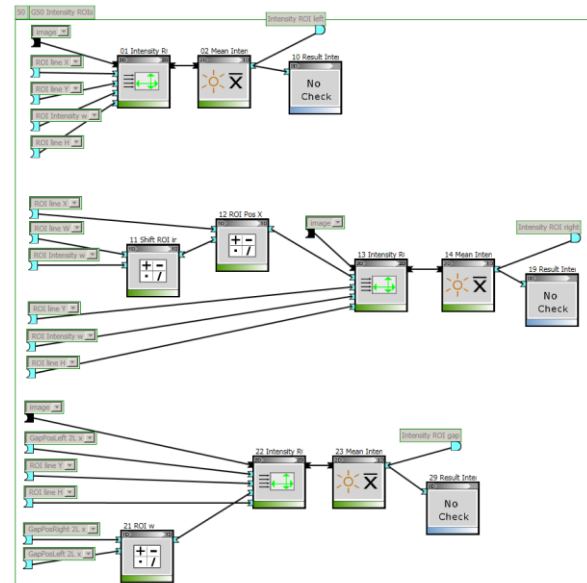 50 G50 Intensity ROIs
Intensity ROI left
image
01 Intensity R
02 Mean Inten
ROI line X
10 Result Inte
ROI line Y
No
Check
ROI Intensity w
ROI line H
ROI line X
12 ROI Pos X
image
Intensity ROI right
ROI line W
11 Shift ROI ir
13 Intensity R
14 Mean Inten
ROI Intensity w
19 Result Inte
No
Check
ROI line Y
ROI Intensity w
ROI line H
image
GapPosLeft 2L x
Intensity ROI gap
22 Intensity R
23 Mean Inten
ROI line Y
29 Result Inte
ROI line H
No
Check
GapPosRight 2L x
21 ROI w
GapPosLeft 2L x